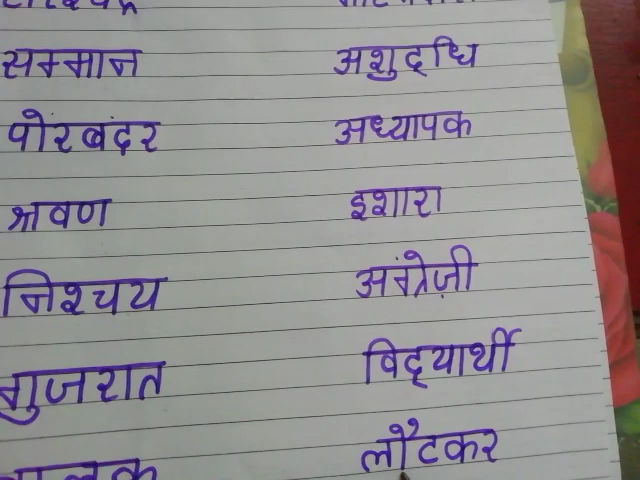 सम्मान अशुद्धि
पोरबंदर अध्यापक
श्रवण इशारा
निश्चय अंग्रेज़ी
गुजरात विद्यार्थी
लौटकर